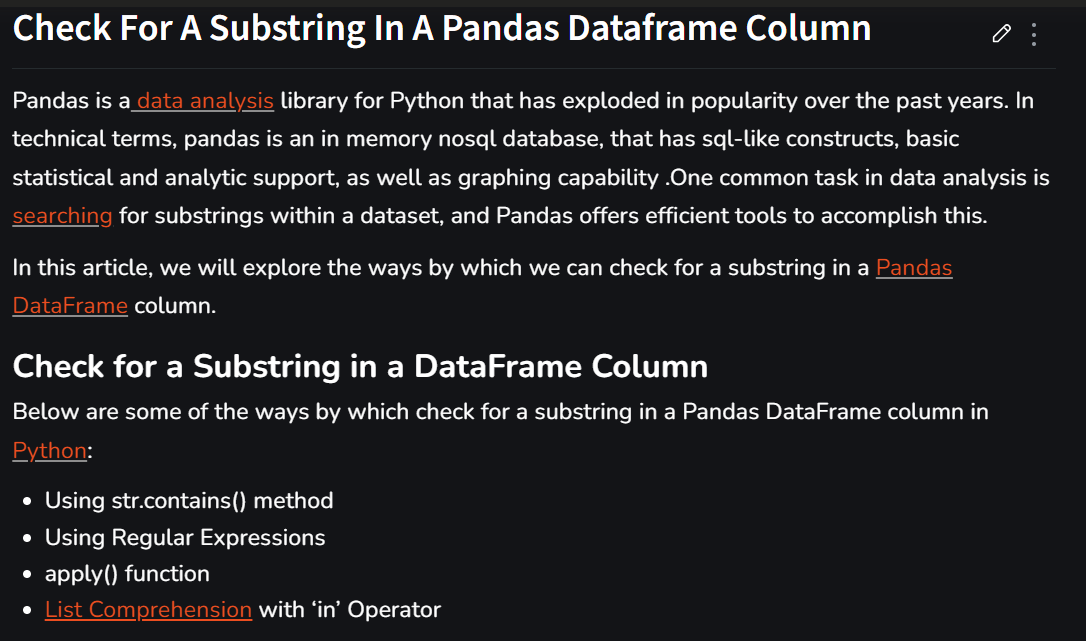 Check For A Substring In A Pandas Dataframe Column
Pandas is a data analysis library for Python that has exploded in popularity over the past years. In
technical terms, pandas is an in memory nosql database, that has sql-like constructs, basic
statistical and analytic support, as well as graphing capability .One common task in data analysis is
searching for substrings within a dataset, and Pandas offers efficient tools to accomplish this.
In this article, we will explore the ways by which we can check for a substring in a Pandas
DataFrame column.
Check for a Substring in a DataFrame Column
Below are some of the ways by which check for a substring in a Pandas DataFrame column in
Python:
• Using str.contains() method
• Using Regular Expressions
• apply() function
• List Comprehension with ‘in’ Operator